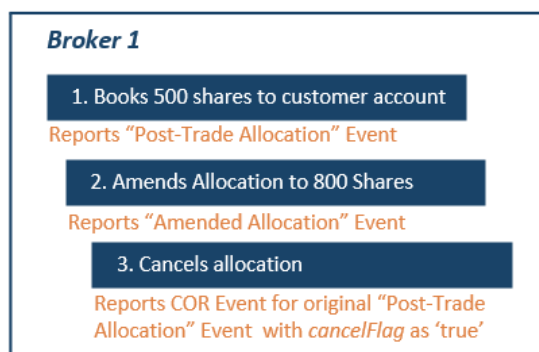 Broker 1
1. Books 500 shares to customer account
Reports “Post-Trade Allocation” Event
2. Amends Allocation to 800 Shares
Reports “Amended Allocation” Event
3. Cancels allocation
Reports COR Event for original “Post-Trade
Allocation” Event with cancelFlag as ‘true’